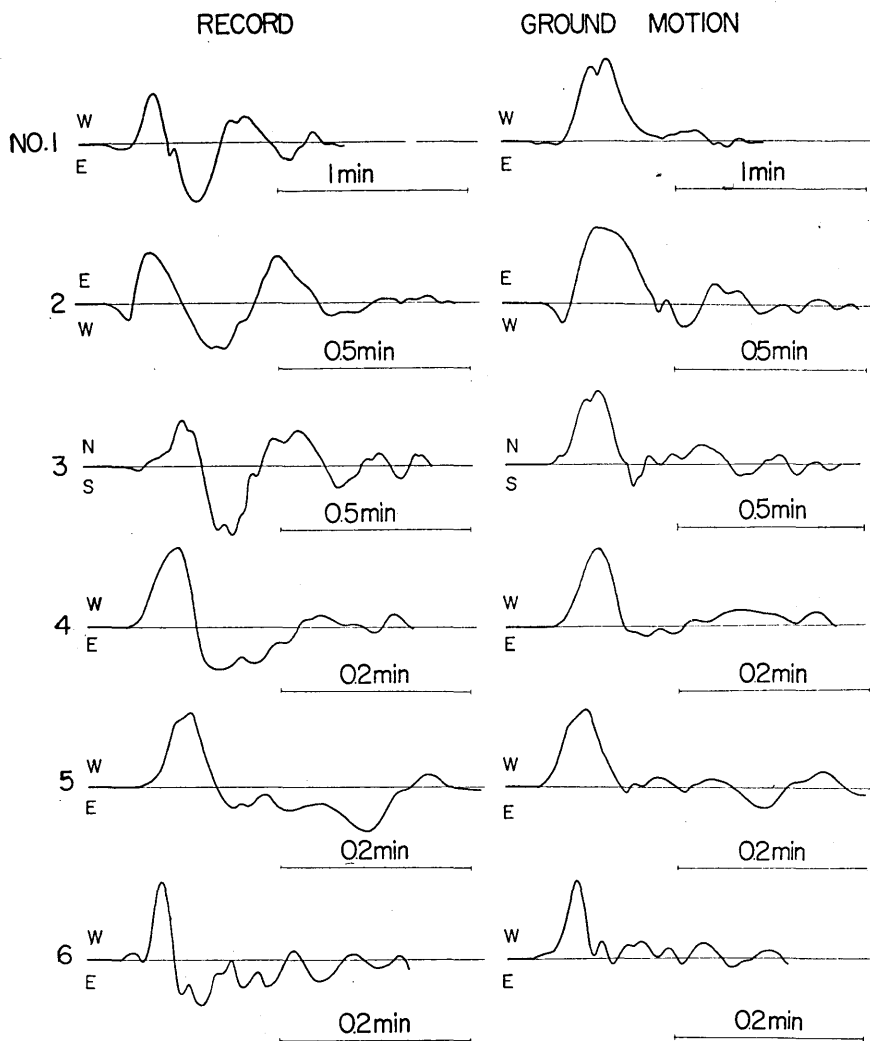 RECORD GROUND MOTION
W W
NO.1
E E
1min 1min
E E
2
W W
0.5min 0.5min
N N
3
S S
0.5min 0.5min
W W
4
E E
0.2min 0.2min
W W
5
E E
0.2min 0.2min
W W
6
E E
0.2min 0.2min